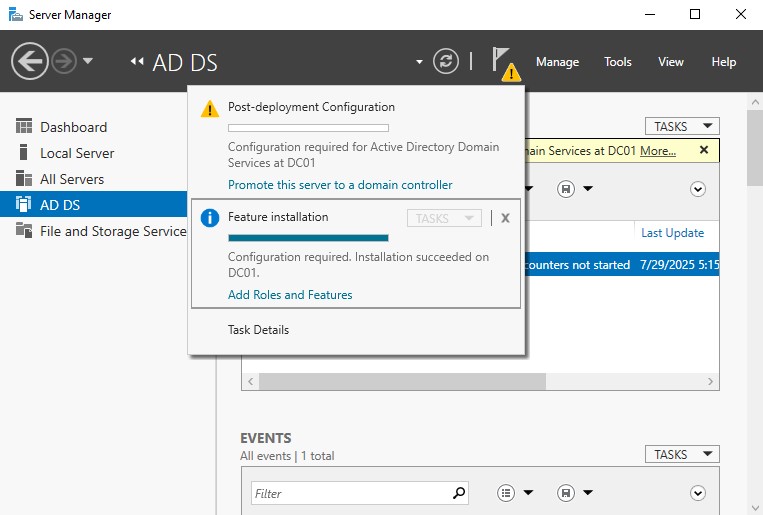 Server Manager
AD DS
Manage
Tools
View
Help
Dashboard
Local Server
All Servers
AD DS
File and Storage Service
Post-deployment Configuration
Configuration required for Active Directory Domain
Services at DC01
Promote this server to a domain controller
Feature installation
TASKS
X
Configuration required. Installation succeeded on
DC01.
Add Roles and Features
Task Details
TASKS
main Services at DC01 More...
Last Update
counters not started 7/29/2025 5:15
EVENTS
All events | 1 total
TASKS
Filter